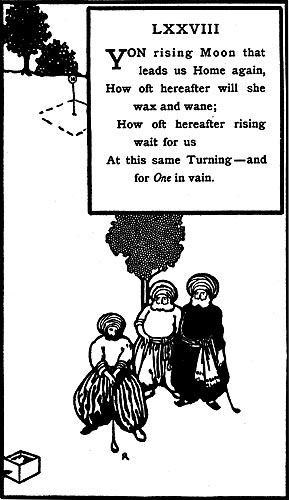 LXXVIII
YON rising Moon that
leads us Home again,
How oft hereafter will she
wax and wane;
How oft hereafter rising
wait for us
At this same Turning—and
for One in vain.
R